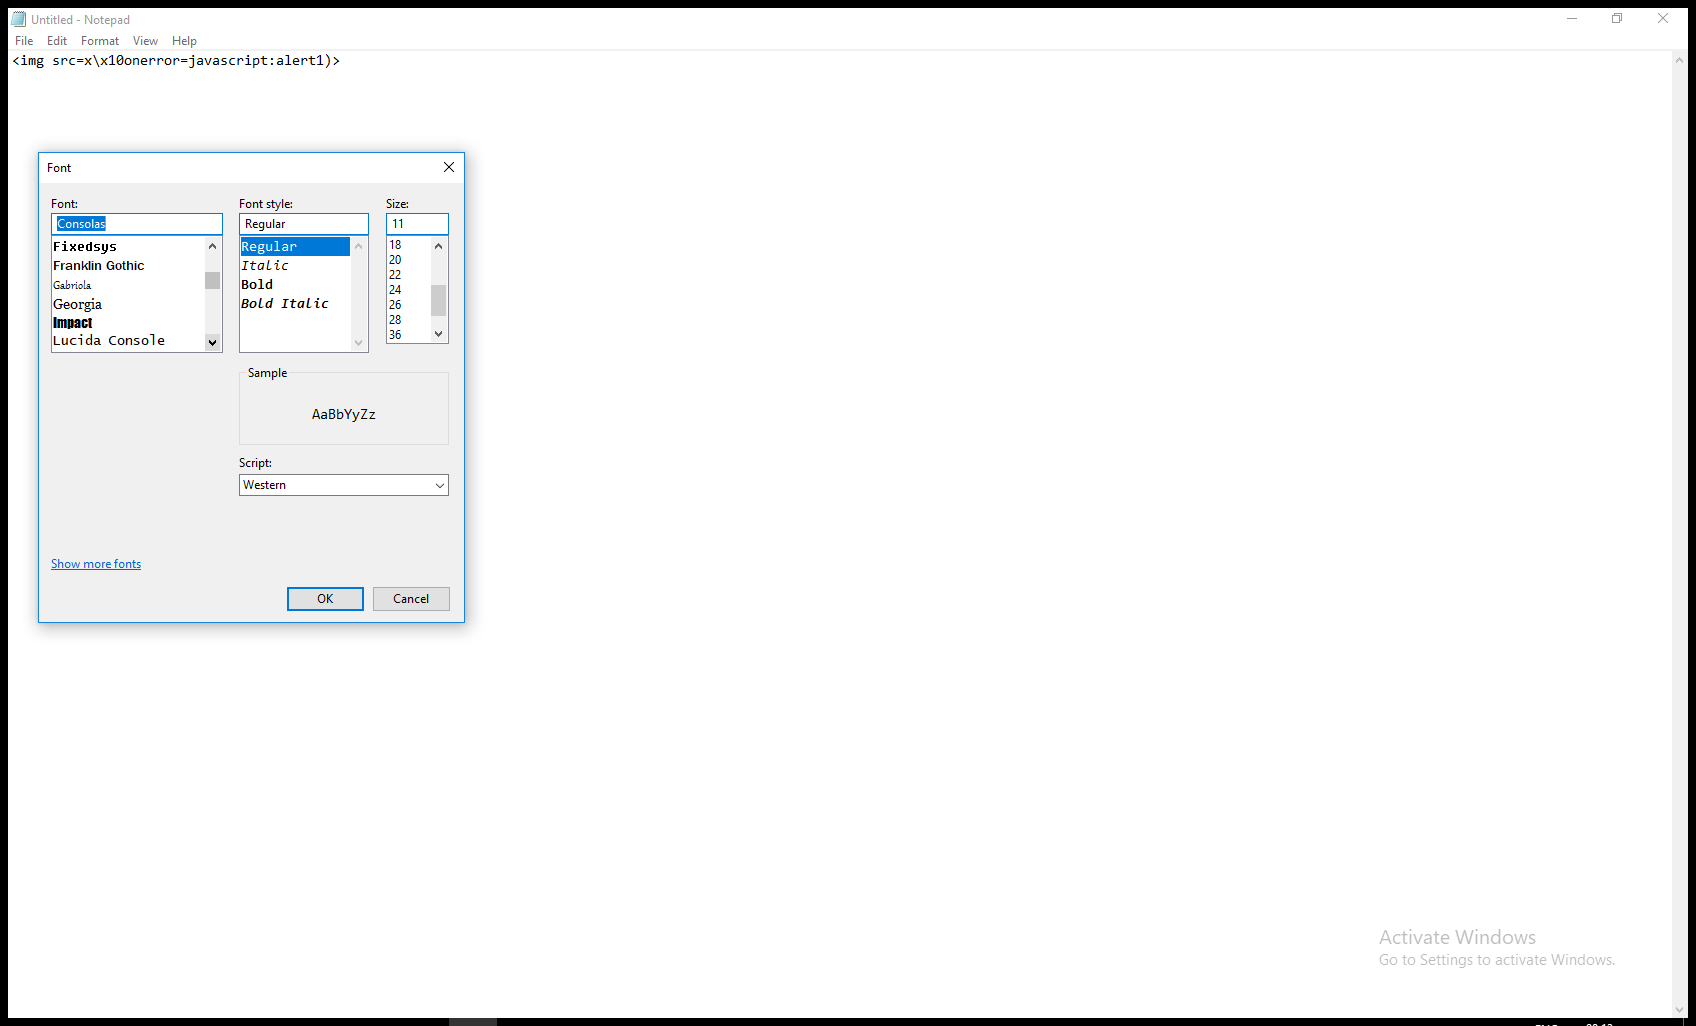 Untitled - Notepad
File Edit Format View Help
<img src=x\x10onerror=javascript:alert1)>
Font
Font:
Consolas
Fixedsys
Franklin Gothic
Gabriola
Georgia
Impact
Lucida Console
Font style:
Regular
Regular
Italic
Bold
Bold Italic
Size:
11
18
20
22
24
26
28
36
Sample
AaBbYyZz
Script:
Western
Show more fonts
OK
Cancel
Activate Windows
Go to Settings to activate Windows.